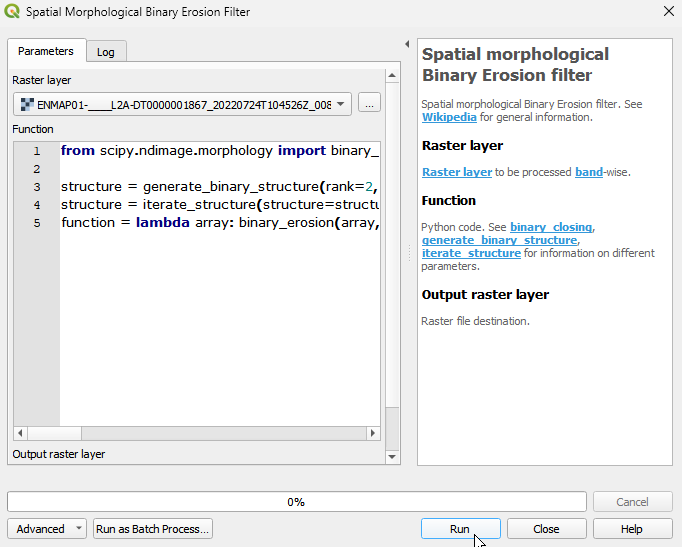 Spatial Morphological Binary Erosion Filter
Parameters
Log
Raster layer
ENMAP01-____L2A-DT0000001867_20220724T104526Z_008
...
Function
1 from scipy.ndimage.morphology import binary_
2
3 structure = generate_binary_structure(rank=2,
4 structure = iterate_structure(structure=structu
5 function = lambda array: binary_erosion(array,
Output raster layer
Spatial morphological
Binary Erosion filter
Spatial morphological Binary Erosion filter. See
Wikipedia for general information.
Raster layer
Raster layer to be processed band-wise.
Function
Python code. See binary_closing,
generate_binary_structure,
iterate_structure for information on different
parameters.
Output raster layer
Raster file destination.
0%
Cancel
Advanced
Run as Batch Process...
Run
Close
Help